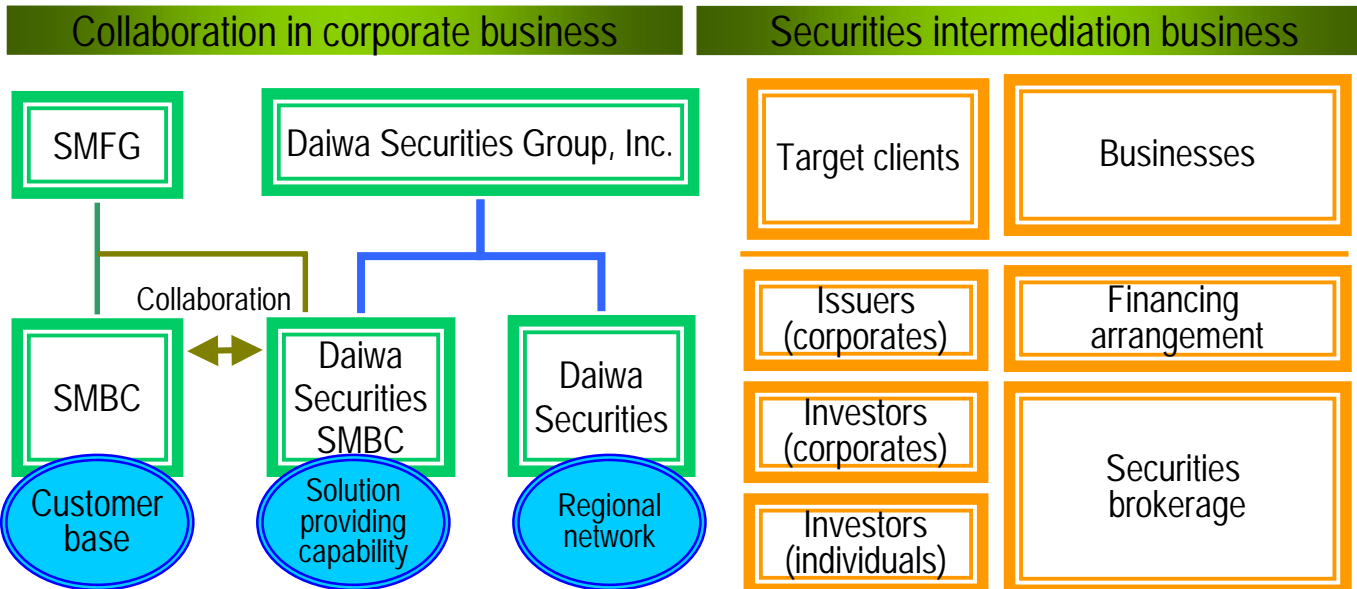 Collaboration in corporate business
Securities intermediation business
SMFG
Daiwa Securities Group, Inc.
Target clients
Businesses
Collaboration
SMBC
Daiwa
Securities
SMBC
Daiwa
Securities
Customer
base
Solution
providing
capability
Regional
network
Issuers
(corporates)
Financing
arrangement
Investors
(corporates)
Securities
brokerage
Investors
(individuals)